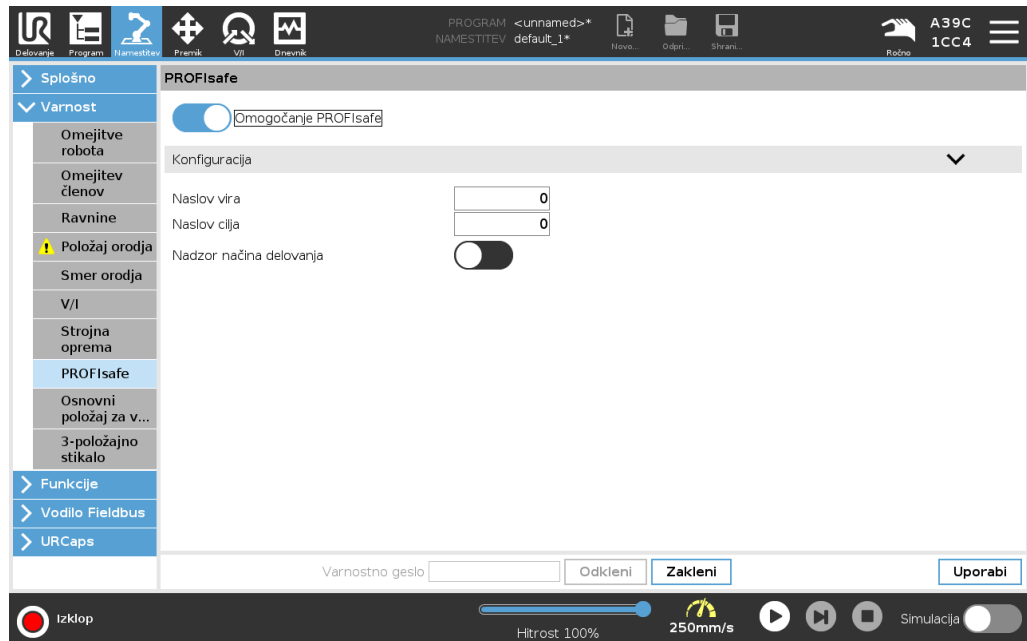 Delovanje
Program
Namestitev
Premik
V/I
Dnevnik
PROGRAM <unnamed>*
NAMESTITEV default_1*
Novo...
Odpri...
Shrani...
Ročno
A39C
1CC4
Splošno
Varnost
Omejitve
robota
Omejitev
členov
Ravnine
Položaj orodja
Smer orodja
V/I
Strojna
oprema
PROFIsafe
Osnovni
položaj za v...
3-položajno
stikalo
Funkcije
Vodilo Fieldbus
URCaps
PROFIsafe
Omogočanje PROFIsafe
Konfiguracija
Naslov vira 0
Naslov cilja 0
Nadzor načina delovanja
Varnostno geslo Odkleni Zakleni Uporabi
Izklop
Hitrost 100%
250mm/s
Simulacija